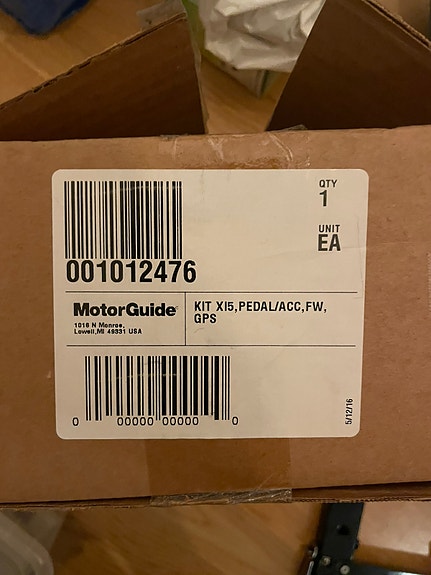 QTY
1
UNIT
EA
001012476
MotorGuide
1016 N Monroe,
Lowell, MI 49331 USA
KIT XI5,PEDAL/ACC,FW,
GPS
0 00000 00000 0
5/12/16